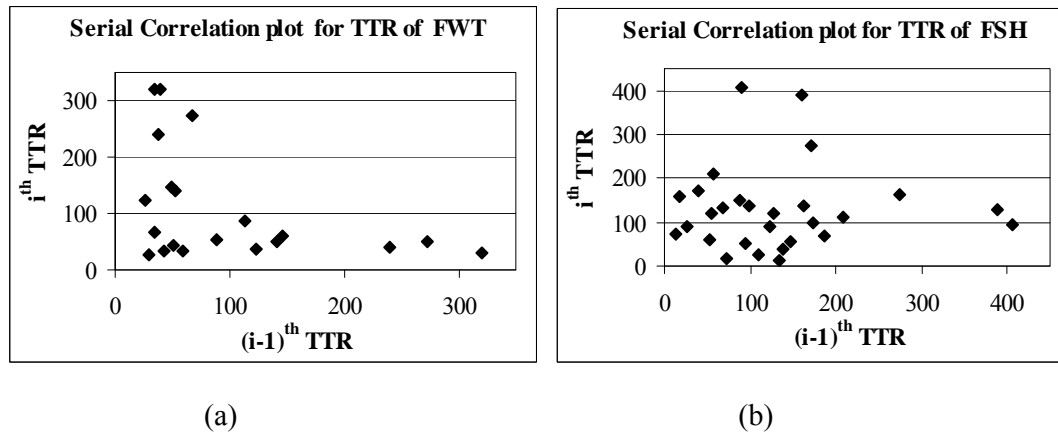 Serial Correlation plot for TTR of FWT
i^th TTR
300
200
100
0
0 100 200 300
(i-1)^th TTR
Serial Correlation plot for TTR of FSH
i^th TTR
400
300
200
100
0
0 100 200 300 400
(i-1)^th TTR
(a) (b)